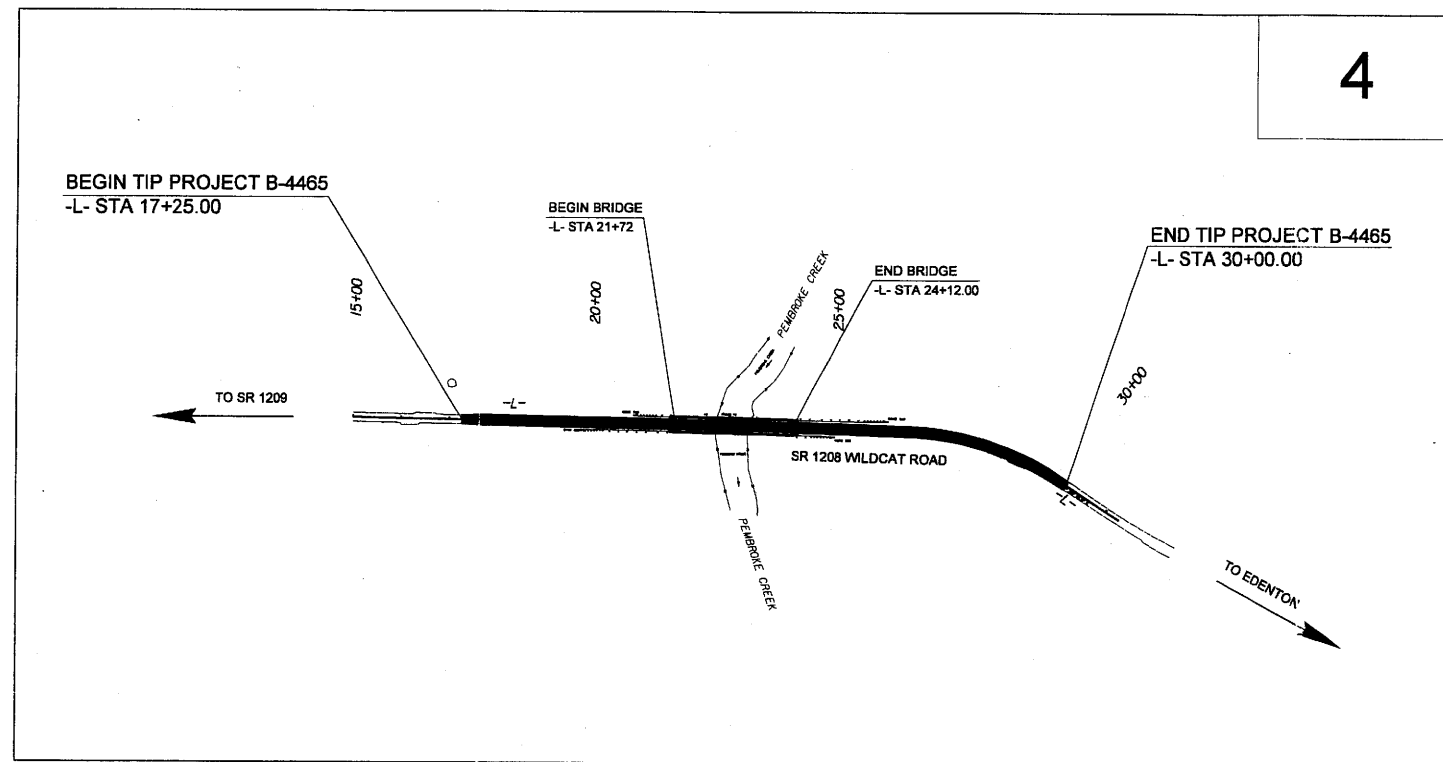 4
BEGIN TIP PROJECT B-4465
-L- STA 17+25.00
BEGIN BRIDGE
-L- STA 21+72
END TIP PROJECT B-4465
-L- STA 30+00.00
END BRIDGE
-L- STA 24+12.00
PEMBROKE CREEK
15+00
20+00
25+00
30+00
TO SR 1209
-L-
SR 1208 WILDCAT ROAD
-L-
PEMBROKE CREEK
TO EDENTON